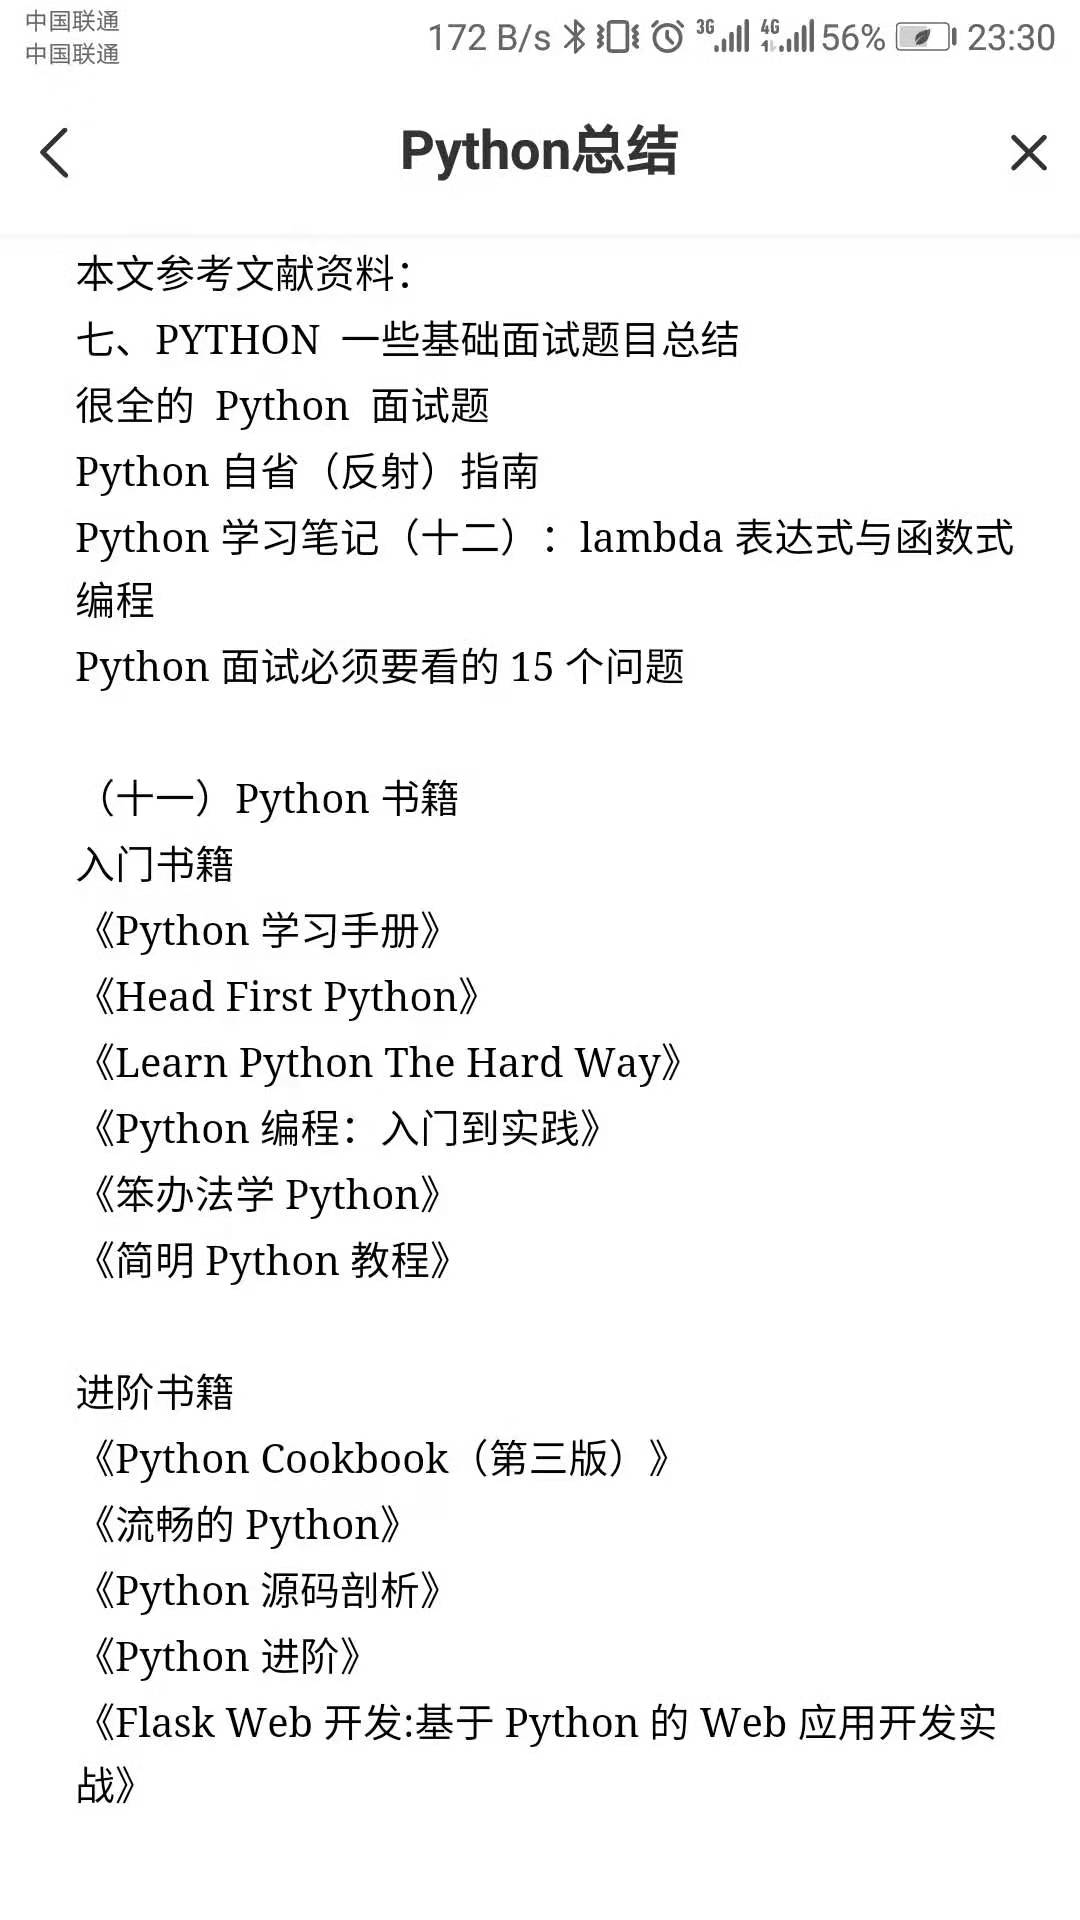 中国联通
中国联通
172 B/s 3G 4G 56% 23:30
Python总结
本文参考文献资料：
七、PYTHON 一些基础面试题目总结
很全的 Python 面试题
Python 自省（反射）指南
Python 学习笔记（十二）：lambda 表达式与函数式
编程
Python 面试必须要看的 15 个问题
（十一）Python 书籍
入门书籍
《Python 学习手册》
《Head First Python》
《Learn Python The Hard Way》
《Python 编程：入门到实践》
《笨办法学 Python》
《简明 Python 教程》
进阶书籍
《Python Cookbook（第三版）》
《流畅的 Python》
《Python 源码剖析》
《Python 进阶》
《Flask Web 开发:基于 Python 的 Web 应用开发实
战》